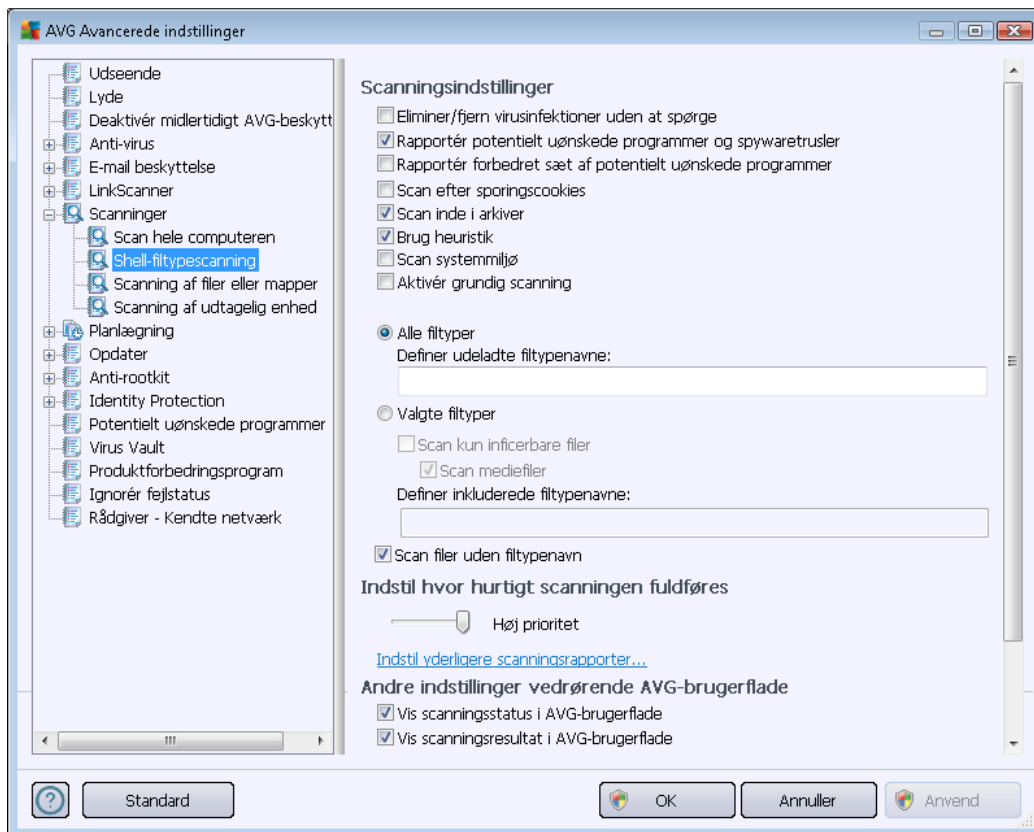 AVG Avancerede indstillinger
Udseende
Lyde
Deaktivér midlertidigt AVG-beskytt
Anti-virus
E-mail beskyttelse
LinkScanner
Scanninger
Scan hele computeren
Shell-filtypescanning
Scanning af filer eller mapper
Scanning af udtagelig enhed
Planlægning
Opdater
Anti-rootkit
Identity Protection
Potentielt uønskede programmer
Virus Vault
Produktforbedringsprogram
Ignorér fejlstatus
Rådgiver - Kendte netværk
Scanningsindstillinger
Eliminer/fjern virusinfektioner uden at spørge
Rapportér potentielt uønskede programmer og spywaretrusler
Rapportér forbedret sæt af potentielt uønskede programmer
Scan efter sporingscookies
Scan inde i arkiver
Brug heuristik
Scan systemmiljø
Aktivér grundig scanning
Alle filtyper
Definer udeladte filtypenavne:
Valgte filtyper
Scan kun inficerbare filer
Scan mediefiler
Definer inkluderede filtypenavne:
Scan filer uden filtypenavn
Indstil hvor hurtigt scanningen fuldføres
Høj prioritet
Indstil yderligere scanningsrapporter...
Andre indstillinger vedrørende AVG-brugerflade
Vis scanningsstatus i AVG-brugerflade
Vis scanningsresultat i AVG-brugerflade
Standard
OK
Annuller
Anvend